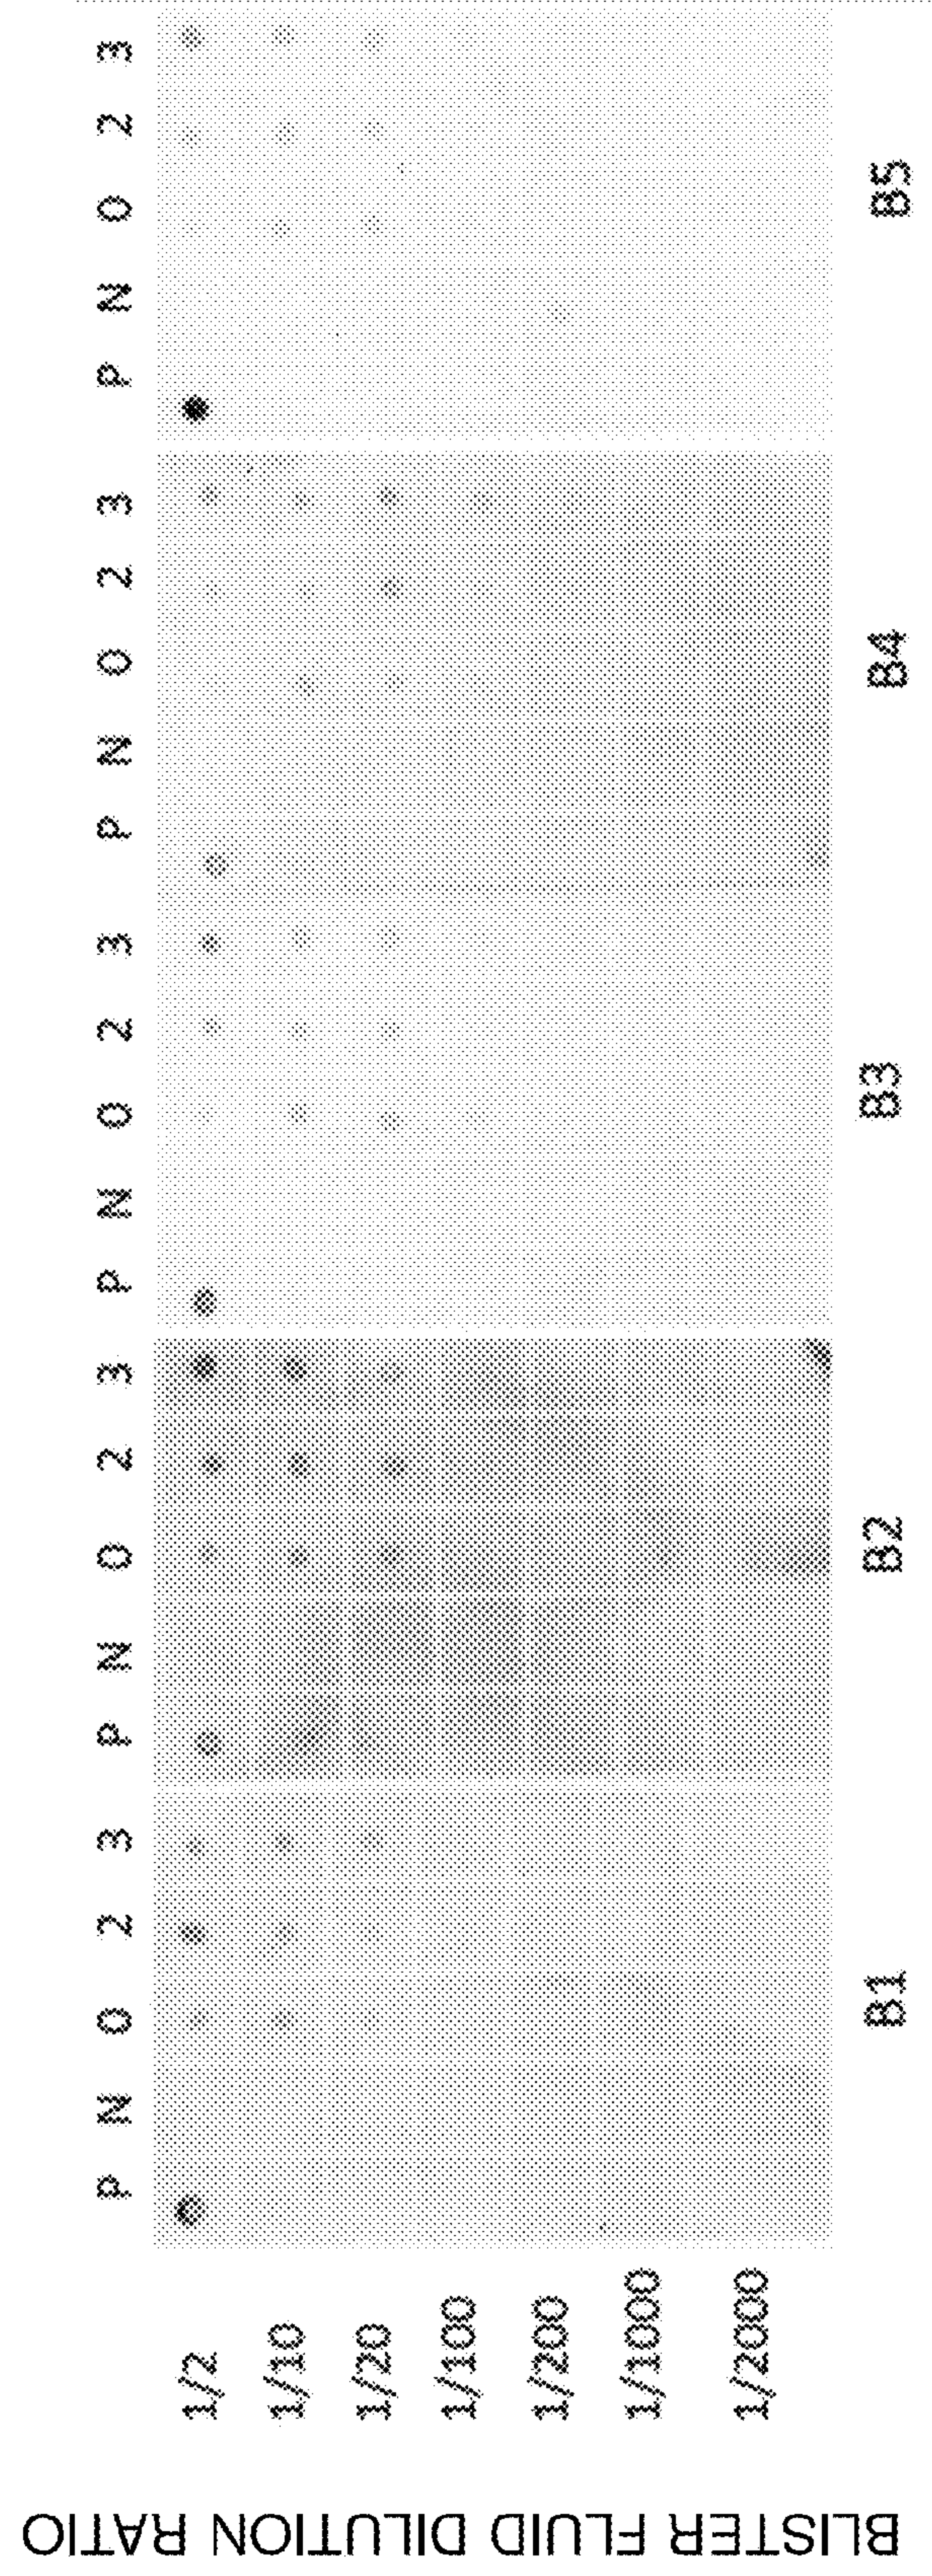 P N O 2 3 P N O 2 3 P N O 2 3 P N O 2 3 P N O 2 3
1/2
1/10
1/20
1/100
1/200
1/1000
1/2000
B1 B2 B3 B4 B5
BLISTER FLUID DILUTION RATIO